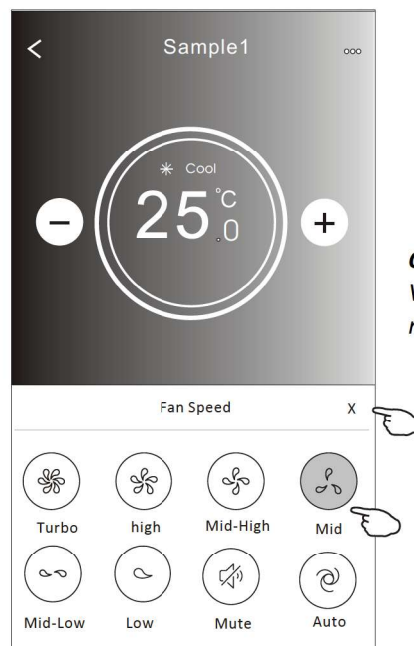 Sample1
Cool
25.0°C
Fan Speed X
Turbo high Mid-High Mid
Mid-Low Low Mute Auto